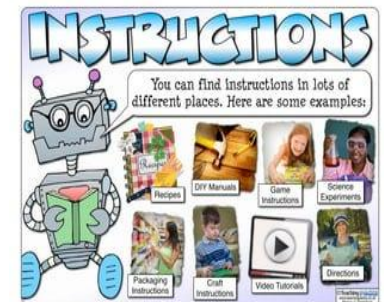 INSTRUCTIONS
You can find instructions in lots of
different places. Here are some examples:
Recipes
Recipes
DIY Manuals
Game
Instructions
Science
Experiments
Packaging
Instructions
Craft
Instructions
Video Tutorials
Directions